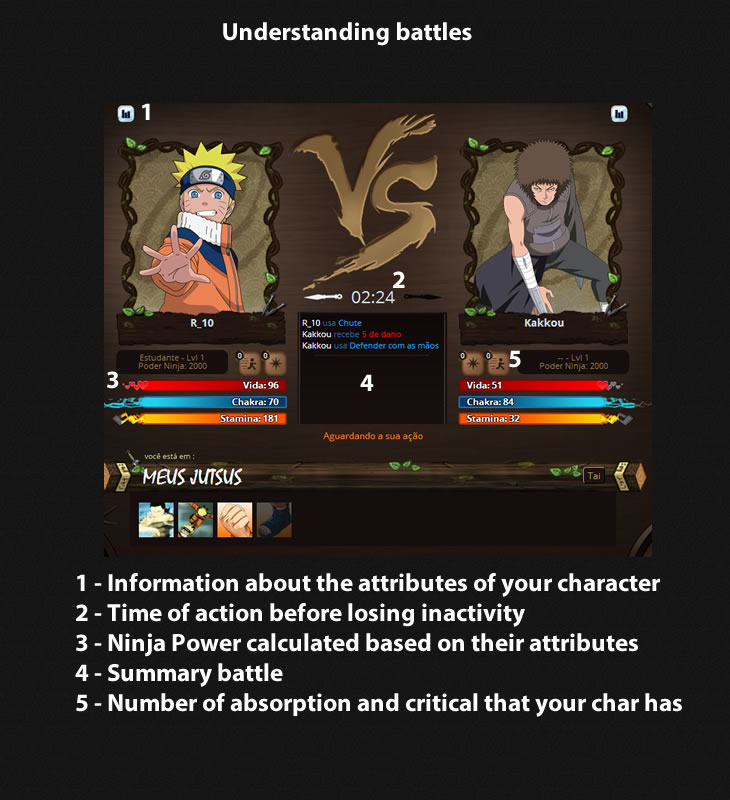 Understanding battles
1
VS
2
02:24
R_10
Kakkou
R_10 usa Chute
Kakkou recebe 5 de dano
Kakkou usa Defender com as mãos
Estudante - Lvl 1
Poder Ninja: 2000
0
0
0
0
5
-- - Lvl 1
Poder Ninja: 2000
3
4
Vida: 96
Chakra: 70
Stamina: 181
Vida: 51
Chakra: 84
Stamina: 32
Aguardando a sua ação
você está em :
MEUS JUTSUS
Tai
1 - Information about the attributes of your character
2 - Time of action before losing inactivity
3 - Ninja Power calculated based on their attributes
4 - Summary battle
5 - Number of absorption and critical that your char has